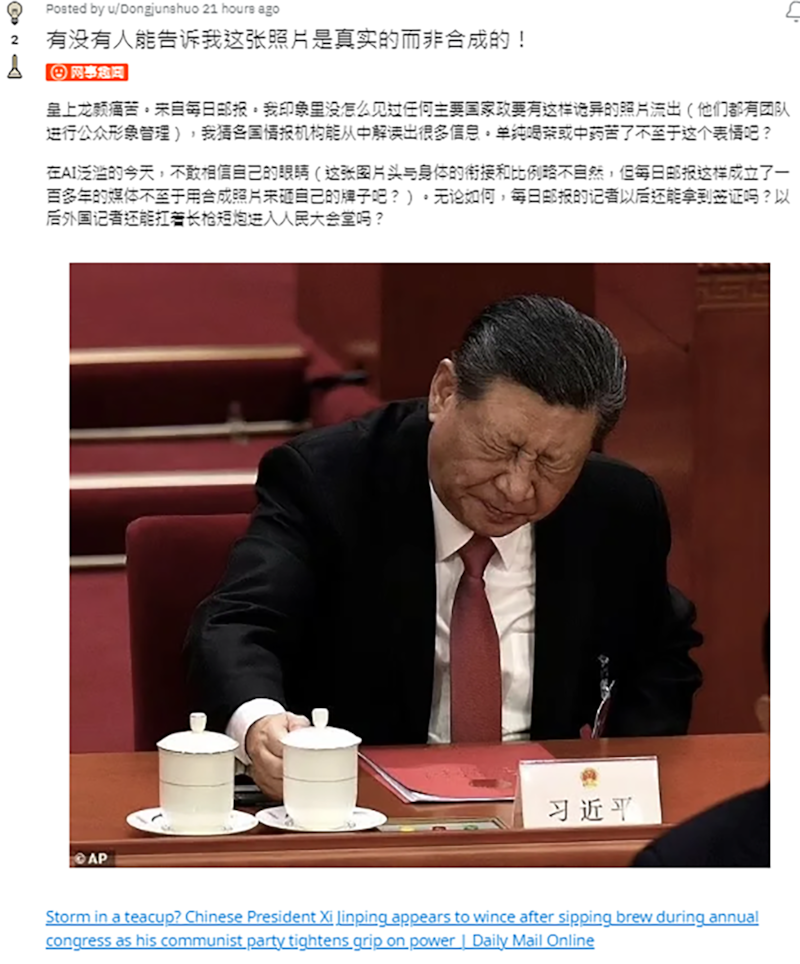 Posted by u/Dongjunshuo 21 hours ago
2
有没有人能告诉我这张照片是真实的而非合成的！
网事趣闻
皇上龙颜痛苦。来自每日邮报。我印象里没怎么见过任何主要国家政要有这样诡异的照片流出（他们都有团队
进行公众形象管理），我猜各国情报机构能从中解读出很多信息。单纯喝茶或中药苦了不至于这个表情吧？
在AI泛滥的今天，不敢相信自己的眼睛（这张图片头与身体的衔接和比例略不自然，但每日邮报这样成立了一
百多年的媒体不至于用合成照片来砸自己的牌子吧？）。无论如何，每日邮报的记者以后还能拿到签证吗？以
后外国记者还能扛着长枪短炮进入人民大会堂吗？
习近平
© AP
Storm in a teacup? Chinese President Xi Jinping appears to wince after sipping brew during annual
congress as his communist party tightens grip on power | Daily Mail Online